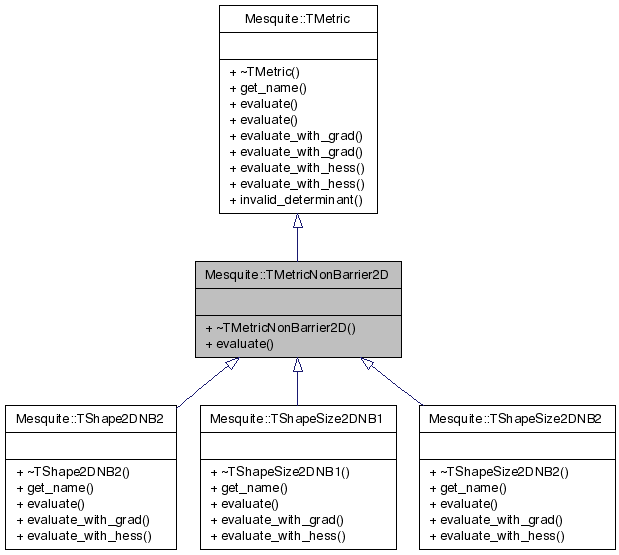 Mesquite::TMetric
+ ~TMetric()
+ get_name()
+ evaluate()
+ evaluate()
+ evaluate_with_grad()
+ evaluate_with_grad()
+ evaluate_with_hess()
+ evaluate_with_hess()
+ invalid_determinant()
Mesquite::TMetricNonBarrier2D
+ ~TMetricNonBarrier2D()
+ evaluate()
Mesquite::TShape2DNB2
+ ~TShape2DNB2()
+ get_name()
+ evaluate()
+ evaluate_with_grad()
+ evaluate_with_hess()
Mesquite::TShapeSize2DNB1
+ ~TShapeSize2DNB1()
+ get_name()
+ evaluate()
+ evaluate_with_grad()
+ evaluate_with_hess()
Mesquite::TShapeSize2DNB2
+ ~TShapeSize2DNB2()
+ get_name()
+ evaluate()
+ evaluate_with_grad()
+ evaluate_with_hess()